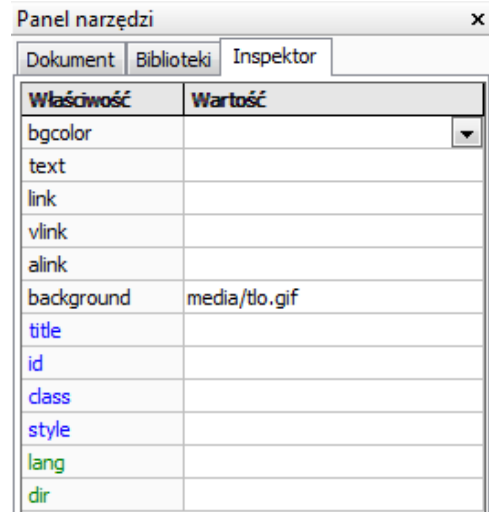 Panel narzędzi x
Dokument Biblioteki Inspektor
Właściwość Wartość
bgcolor
text
link
vlink
alink
background media/tlo.gif
title
id
class
style
lang
dir